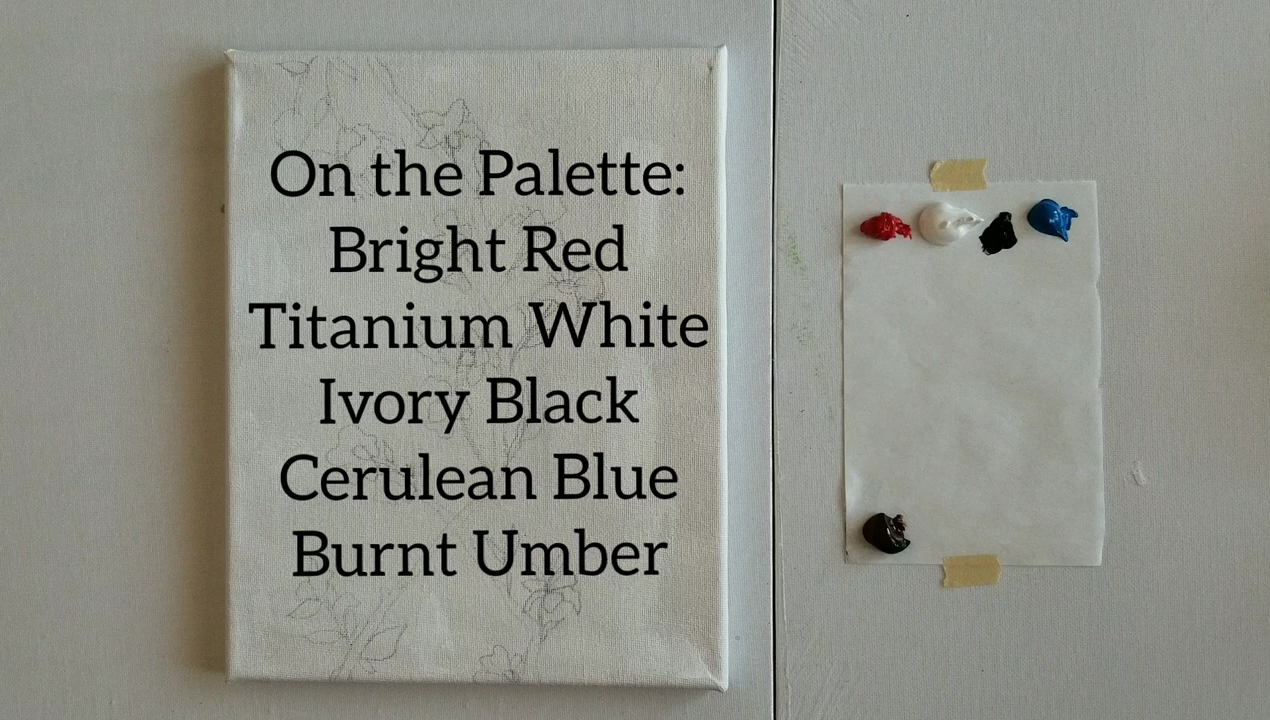 On the Palette:
Bright Red
Titanium White
Ivory Black
Cerulean Blue
Burnt Umber